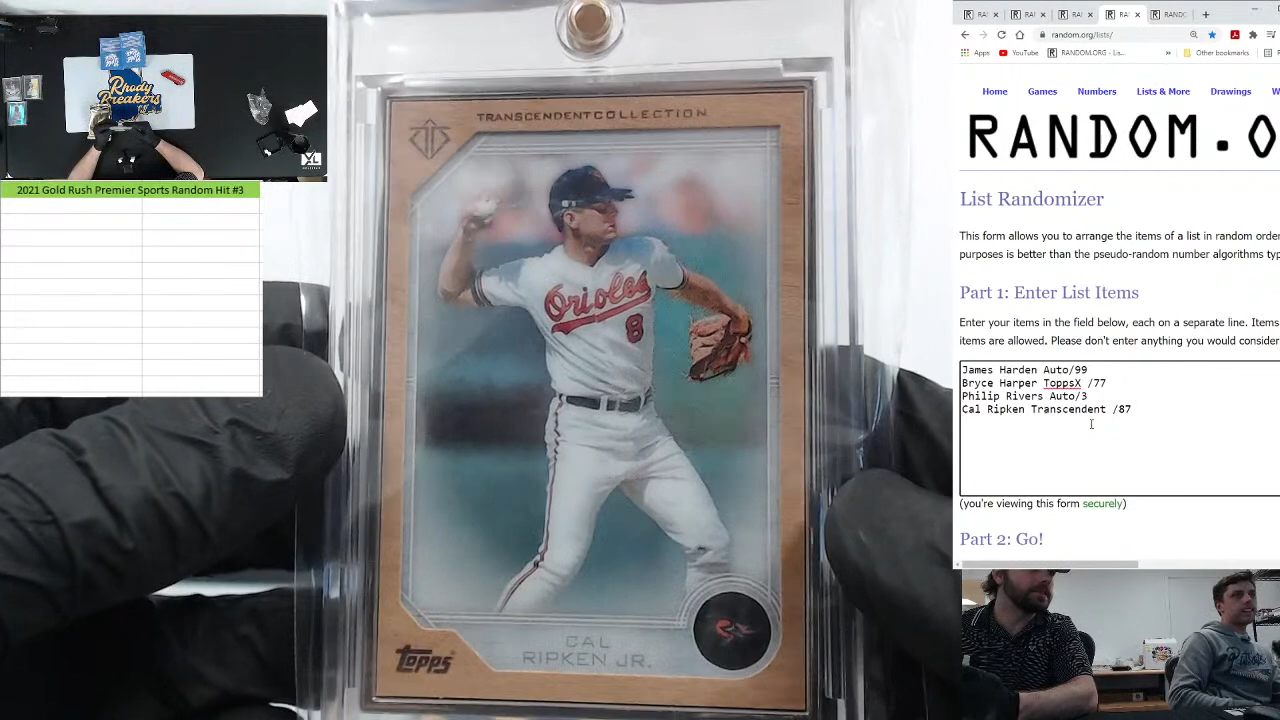 Rhody
Breakers
XL
2021 Gold Rush Premier Sports Random Hit #3
TRANSCENDENT COLLECTION
Orioles
8
CAL
RIPKEN JR.
topps
RANDO
random.org/lists/
Apps
YouTube
RANDOM.ORG - Lis...
»
Other bookmarks
Home
Games
Numbers
Lists & More
Drawings
W
RANDOM.O
List Randomizer
This form allows you to arrange the items of a list in random order
purposes is better than the pseudo-random number algorithms typ
Part 1: Enter List Items
Enter your items in the field below, each on a separate line. Items
items are allowed. Please don't enter anything you would consider
James Harden Auto/99
Bryce Harper ToppsX /77
Philip Rivers Auto/3
Cal Ripken Transcendent /87
(you're viewing this form securely)
Part 2: Go!